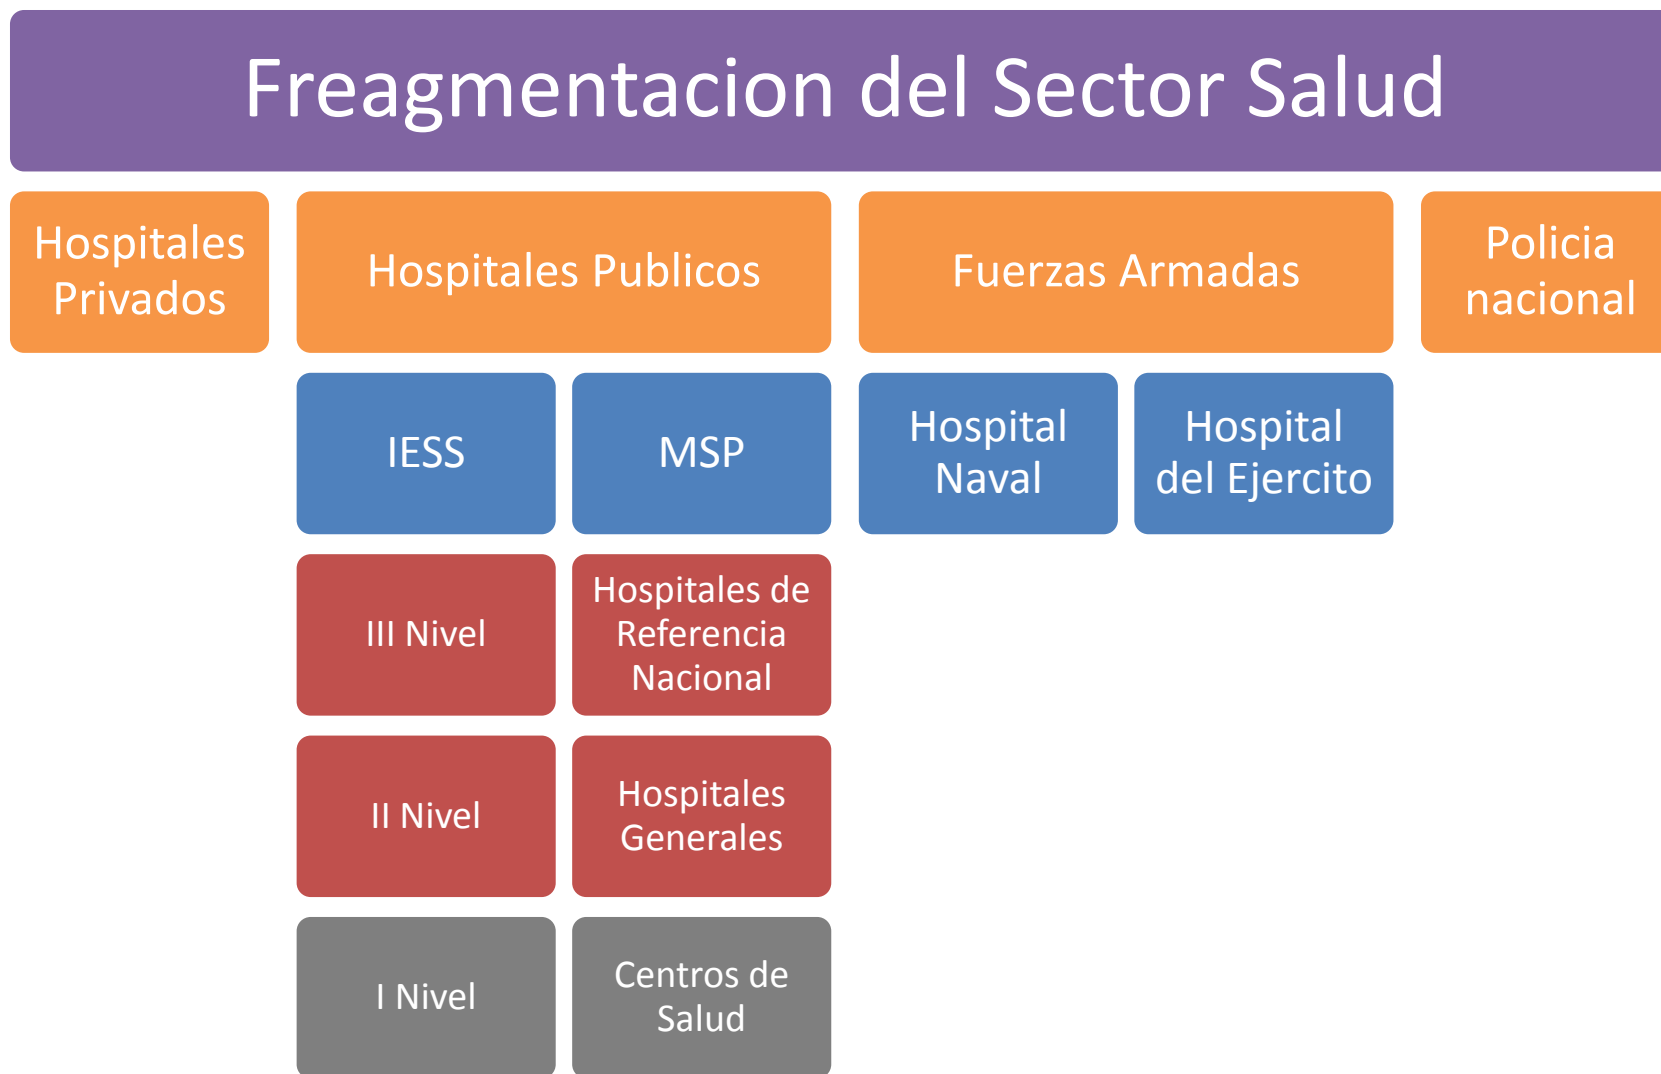 Freagmentacion del Sector Salud
Hospitales
Privados
Hospitales Publicos
Fuerzas Armadas
Policia
nacional
IESS
MSP
Hospital
Naval
Hospital
del Ejercito
III Nivel
Hospitales de
Referencia
Nacional
II Nivel
Hospitales
Generales
I Nivel
Centros de
Salud